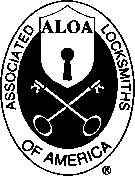 ALOA
ASSOCIATED LOCKSMITHS
OF AMERICA
®